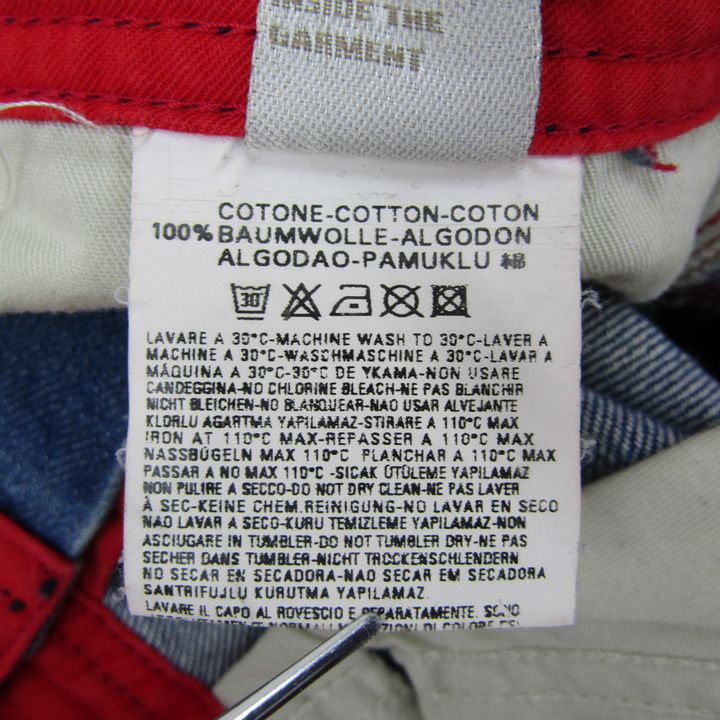 INSIDE THE
GARMENT
COTONE-COTTON-COTON
100% BAUMWOLLE-ALGODON
ALGODAO-PAMUKLU 綿
30
LAVARE A 30°C-MACHINE WASH TO 30°C-LAVER A
MACHINE A 30°C-WASCHMASCHINE A 30°C-LAVAR A
MÁQUINA A 30°C-30°C DE YKAMA-NON USARE
CANDEGGINA-NO CHLORINE BLEACH-NE PAS BLANCHIR
NICHT BLEICHEN-NO BLANQUEAR-NAO USAR ALVEJANTE
KLORLU AGARTMA YAPILAMAZ-STIRARE A 110°C MAX
IRON AT 110°C MAX-REPASSER A 110°C MAX
NASSBÜGELN MAX 110°C PLANCHAR A 110°C MAX
PASSAR A NO MAX 110°C -SICAK ÜTÜLEME YAPILAMAZ
NON PULIRE A SECCO-DO NOT DRY CLEAN-NE PAS LAVER
À SEC-KEINE CHEM.REINIGUNG-NO LAVAR EN SECO
NAO LAVAR A SECO-KURU TEMIZLEME YAPILAMAZ-NON
ASCIUGARE IN TUMBLER-DO NOT TUMBLER DRY-NE PAS
SECHER DANS TUMBLER-NICHT TROCKENSCHLENDERN
NO SECAR EN SECADORA-NAO SECAR EM SECADORA
SANTRIFUJLU KURUTMA YAPILAMAZ
LAVARE IL CAPO AL ROVESCIO E SEPARATAMENTE. SONO
DI COLORE